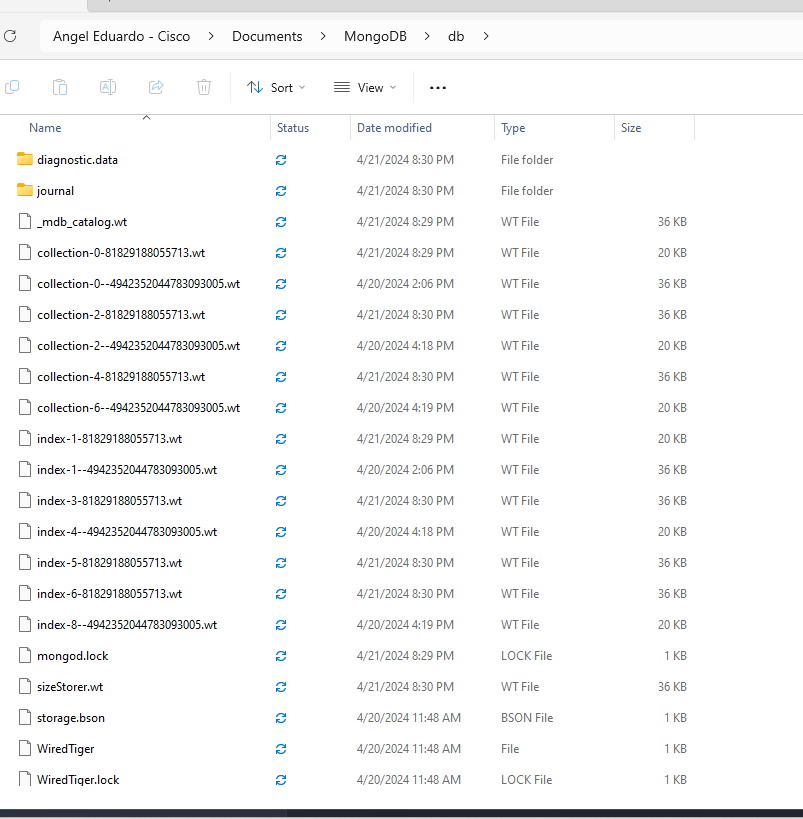 Angel Eduardo - Cisco > Documents > MongoDB > db >
Sort View ...
Name Status Date modified Type Size
diagnostic.data 4/21/2024 8:30 PM File folder
journal 4/21/2024 8:30 PM File folder
_mdb_catalog.wt 4/21/2024 8:29 PM WT File 36 KB
collection-0-81829188055713.wt 4/21/2024 8:29 PM WT File 20 KB
collection-0--4942352044783093005.wt 4/20/2024 2:06 PM WT File 36 KB
collection-2-81829188055713.wt 4/21/2024 8:30 PM WT File 36 KB
collection-2--4942352044783093005.wt 4/20/2024 4:18 PM WT File 20 KB
collection-4-81829188055713.wt 4/21/2024 8:30 PM WT File 36 KB
collection-6--4942352044783093005.wt 4/20/2024 4:19 PM WT File 20 KB
index-1-81829188055713.wt 4/21/2024 8:29 PM WT File 20 KB
index-1--4942352044783093005.wt 4/20/2024 2:06 PM WT File 36 KB
index-3-81829188055713.wt 4/21/2024 8:30 PM WT File 36 KB
index-4--4942352044783093005.wt 4/20/2024 4:18 PM WT File 20 KB
index-5-81829188055713.wt 4/21/2024 8:30 PM WT File 36 KB
index-6-81829188055713.wt 4/21/2024 8:30 PM WT File 36 KB
index-8--4942352044783093005.wt 4/20/2024 4:19 PM WT File 20 KB
mongod.lock 4/21/2024 8:29 PM LOCK File 1 KB
sizeStorer.wt 4/21/2024 8:30 PM WT File 36 KB
storage.bson 4/20/2024 11:48 AM BSON File 1 KB
WiredTiger 4/20/2024 11:48 AM File 1 KB
WiredTiger.lock 4/20/2024 11:48 AM LOCK File 1 KB